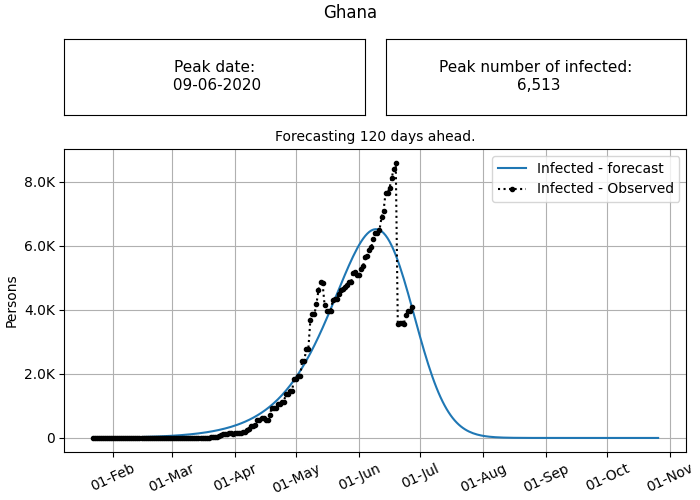 Ghana
Peak date:
09-06-2020
Peak number of infected:
6,513
Forecasting 120 days ahead.
Infected - forecast
Infected - Observed
8.0K
6.0K
4.0K
2.0K
0
Persons
01-Feb
01-Mar
01-Apr
01-May
01-Jun
01-Jul
01-Aug
01-Sep
01-Oct
01-Nov